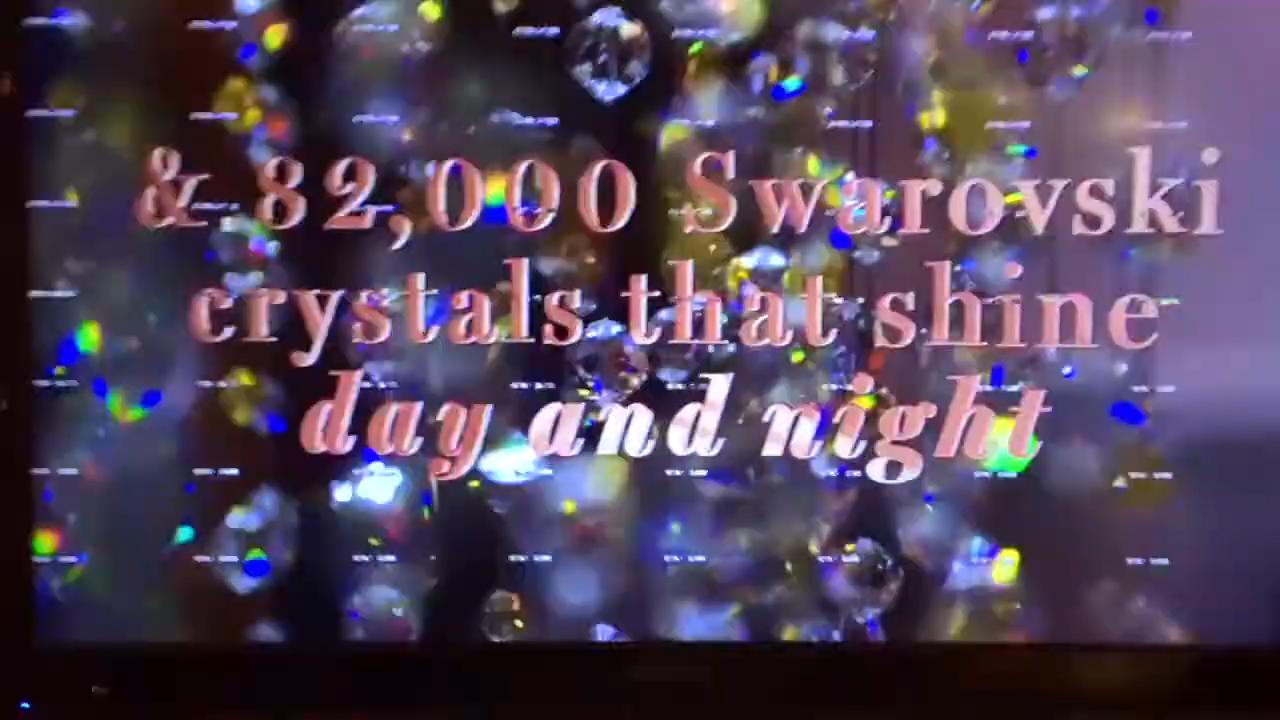 & 82,000 Swarovski
crystals that shine
day and night